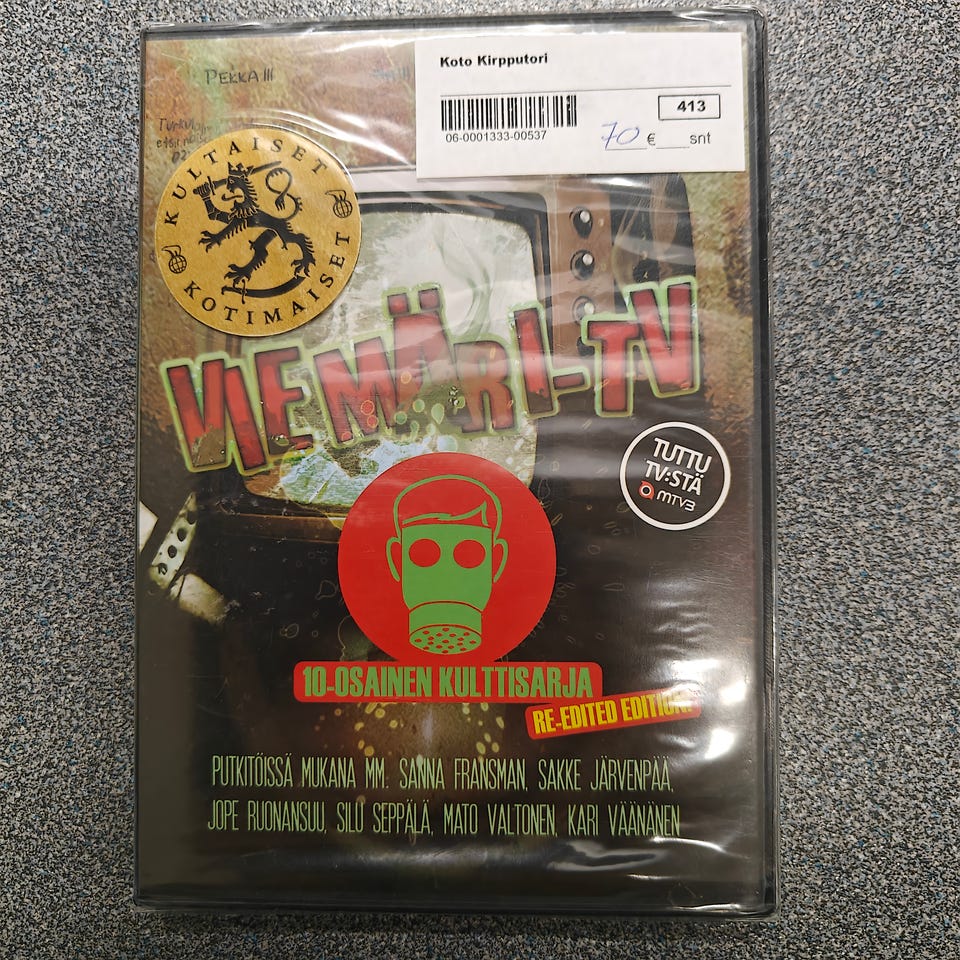 Koto Kirpputori
413
06-0001333-00537
70 € snt
PEKKA III
KULTAISET
KOTIMAISET
VIEMÄRI-TV
TUTTU
TV:STÄ
MTV3
10-OSAINEN KULTTISARJA
RE-EDITED EDITION!
PUTKITÖISSÄ MUKANA MM. SANNA FRANSMAN, SAKKE JÄRVENPÄÄ,
JOPE RUONANSUU, SILU SEPPÄLÄ, MATO VALTONEN, KARI VÄÄNÄNEN